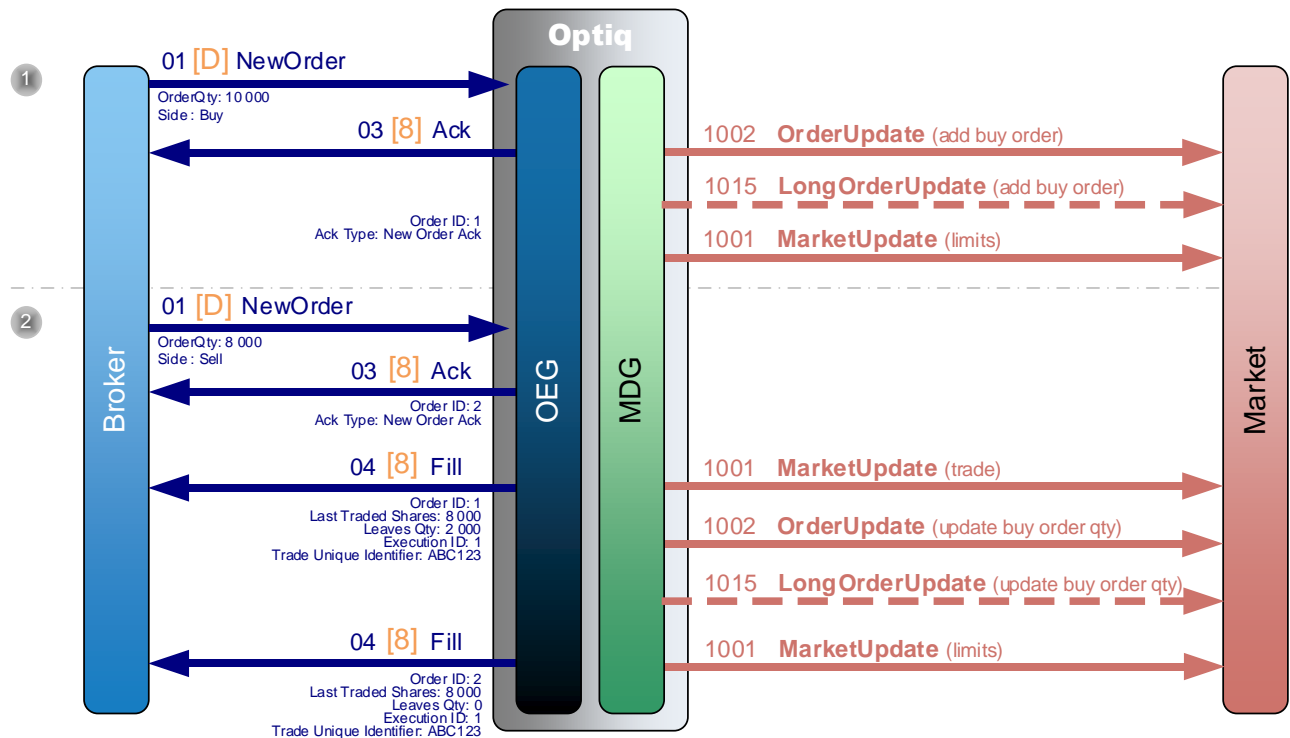 Optiq
1
01 [D] NewOrder
OrderQty: 10 000
Side : Buy
03 [8] Ack
1002 OrderUpdate (add buy order)
1015 LongOrderUpdate (add buy order)
Order ID: 1
Ack Type: New Order Ack
1001 MarketUpdate (limits)
2
01 [D] NewOrder
OrderQty: 8 000
Side : Sell
03 [8] Ack
Order ID: 2
Ack Type: New Order Ack
Broker
OEG
MDG
Market
04 [8] Fill
1001 MarketUpdate (trade)
Order ID: 1
Last Traded Shares: 8 000
Leaves Qty: 2 000
Execution ID: 1
Trade Unique Identifier: ABC123
1002 OrderUpdate (update buy order qty)
1015 LongOrderUpdate (update buy order qty)
04 [8] Fill
1001 MarketUpdate (limits)
Order ID: 2
Last Traded Shares: 8 000
Leaves Qty: 0
Execution ID: 1
Trade Unique Identifier: ABC123